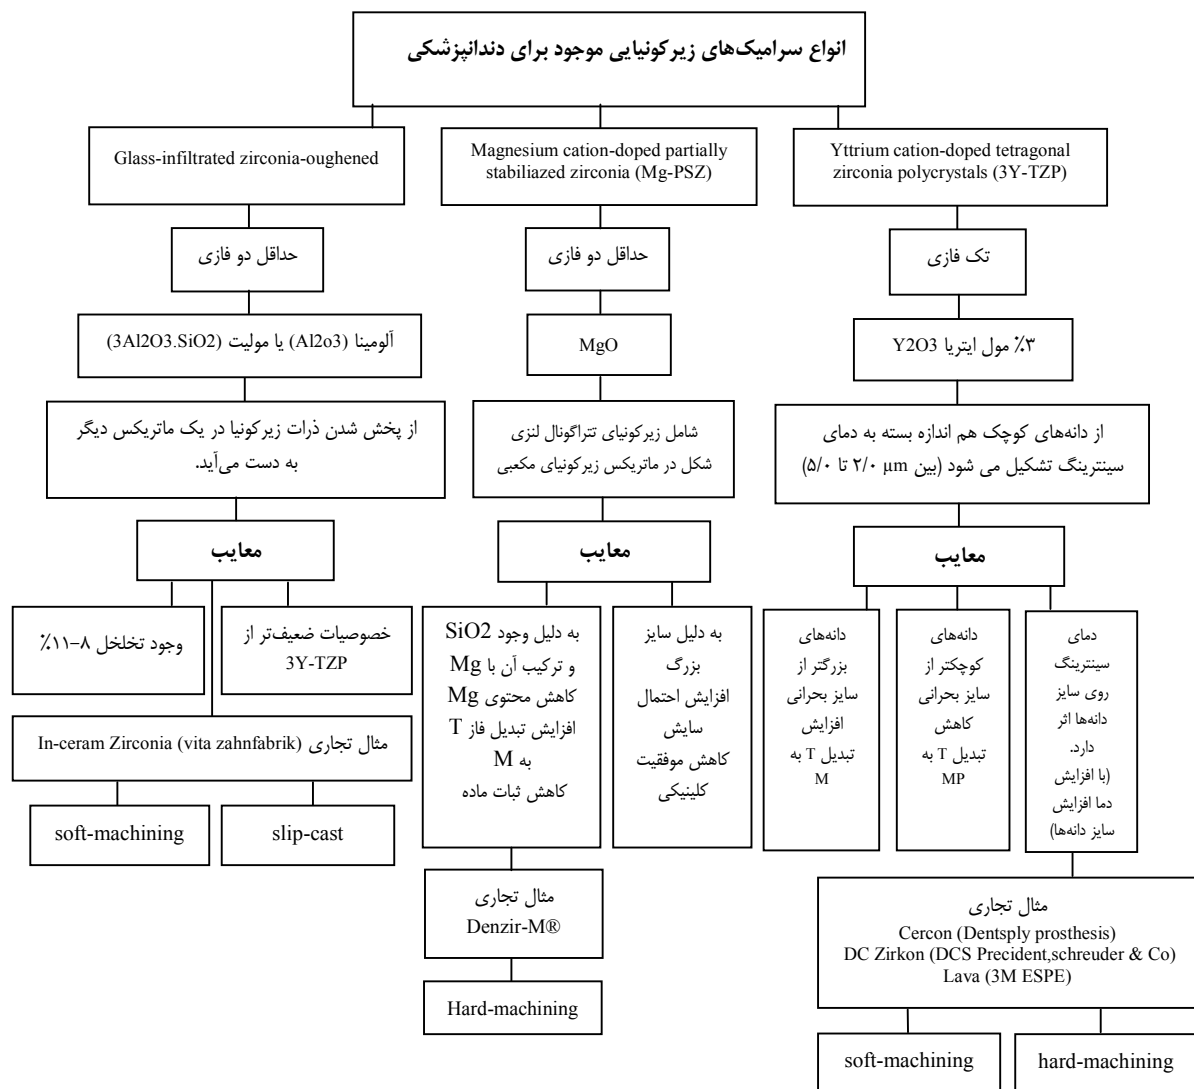 انواع سرامیک‌های زیرکونیایی موجود برای دندانپزشکی
Yttrium cation-doped tetragonal
zirconia polycrystals (3Y-TZP)
تک فازی
۳٪ مول ایتریا Y2O3
از دانه‌های کوچک هم اندازه بسته به دمای
سینترینگ تشکیل می شود (بین ۲/۰ µm تا ۵/۰)
معایب
دمای
سینترینگ
روی سایز
دانه‌ها اثر
دارد.
(با افزایش
دما افزایش
سایز دانه‌ها)
دانه‌های
کوچکتر از
سایز بحرانی
کاهش
تبدیل T به
MP
دانه‌های
بزرگتر از
سایز بحرانی
افزایش
تبدیل T به
M
مثال تجاری
Cercon (Dentsply prosthesis)
DC Zirkon (DCS Precident,schreuder & Co)
Lava (3M ESPE)
hard-machining
soft-machining
Magnesium cation-doped partially
stabiliazed zirconia (Mg-PSZ)
حداقل دو فازی
MgO
شامل زیرکونیای تتراگونال لنزی
شکل در ماتریکس زیرکونیای مکعبی
معایب
به دلیل سایز
بزرگ
افزایش احتمال
سایش
کاهش موفقیت
کلینیکی
به دلیل وجود SiO2
و ترکیب آن با Mg
کاهش محتوی Mg
افزایش تبدیل فاز T
به M
کاهش ثبات ماده
مثال تجاری
Denzir-M®
Hard-machining
Glass-infiltrated zirconia-oughened
حداقل دو فازی
آلومینا (Al2o3) یا مولیت (3Al2O3.SiO2)
از پخش شدن ذرات زیرکونیا در یک ماتریکس دیگر
به دست می‌آید.
معایب
خصوصیات ضعیف‌تر از
3Y-TZP
وجود تخلخل ۸-۱۱٪
مثال تجاری In-ceram Zirconia (vita zahnfabrik)
slip-cast
soft-machining